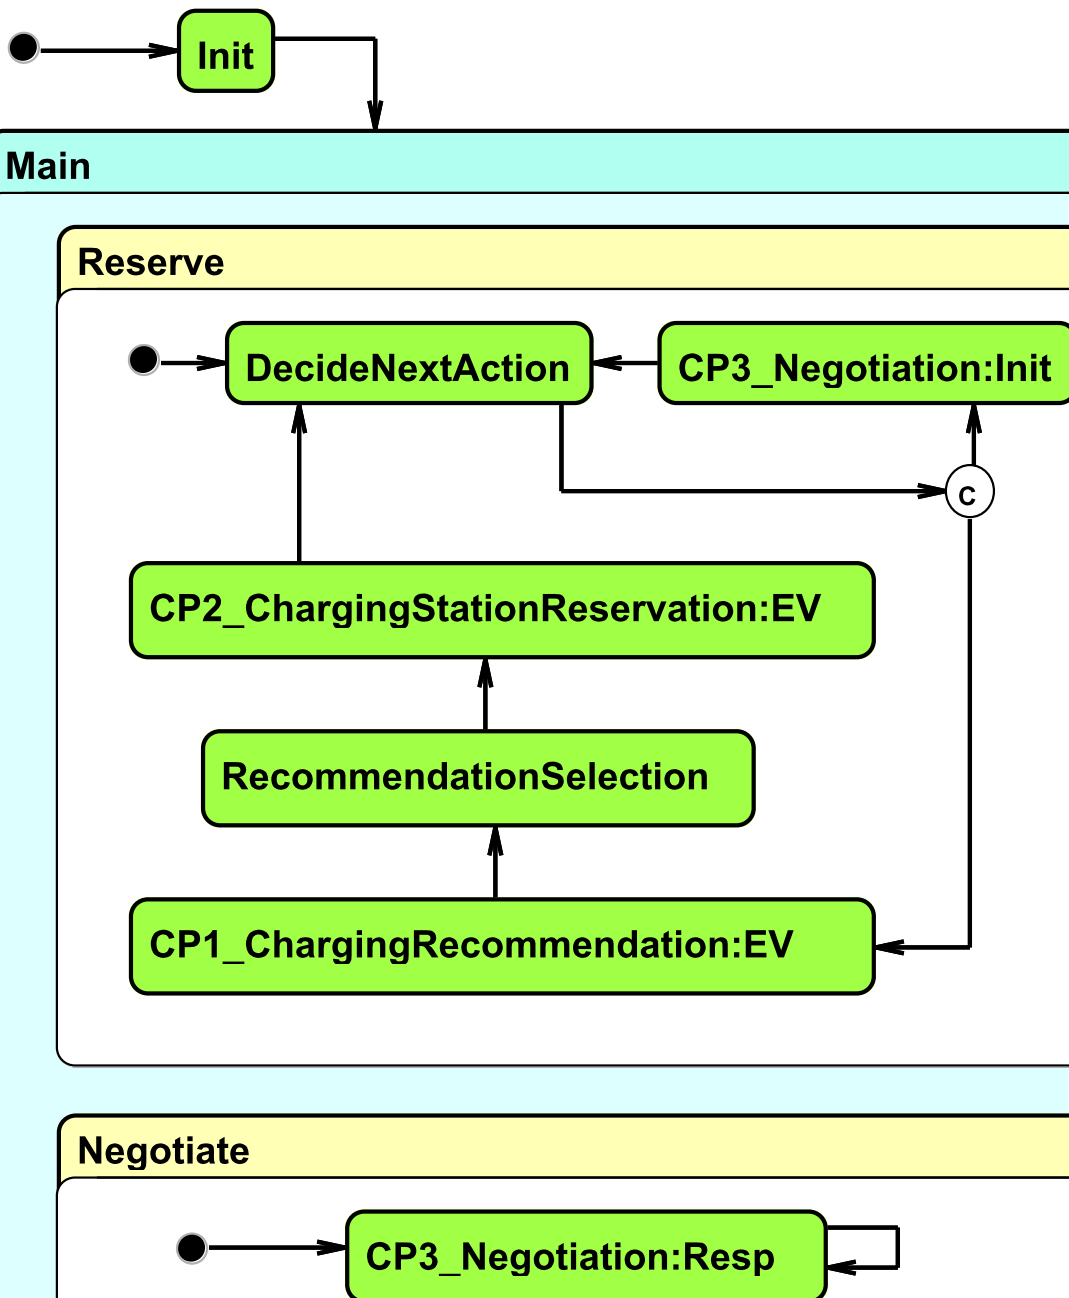 Init
Main
Reserve
DecideNextAction
CP3_Negotiation:Init
C
CP2_ChargingStationReservation:EV
RecommendationSelection
CP1_ChargingRecommendation:EV
Negotiate
CP3_Negotiation:Resp